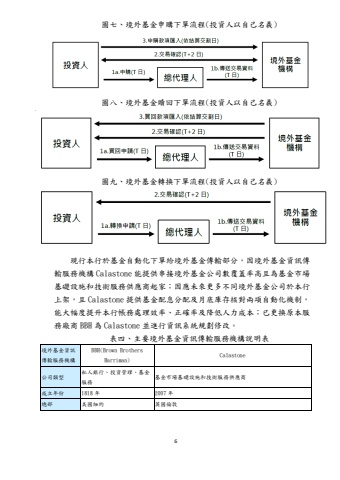 圖七、境外基金申購下單流程(投資人以自己名義)
3.申購款項匯入(依結算交割日)
2.交易確認(T+2 日)
投資人
1a.申購(T 日)
總代理人
1b.傳送交易資料
(T 日)
境外基金
機構
圖八、境外基金贖回下單流程(投資人以自己名義)
3.買回款項匯入(依結算交割日)
2.交易確認(T+2 日)
投資人
1a.買回申請(T 日)
總代理人
1b.傳送交易資料
(T 日)
境外基金
機構
圖九、境外基金轉換下單流程(投資人以自己名義)
2.交易確認(T+2 日)
投資人
1a.轉換申請(T 日)
總代理人
1b.傳送交易資料
(T 日)
境外基金
機構
現行本行於基金自動化下單給境外基金傳輸部分，因境外基金資訊傳
輸服務機構 Calastone 能提供串接境外基金公司數覆蓋率高且為基金市場
基礎設施和技術服務供應商起家；因應未來更多不同境外基金公司於本行
上架，且 Calastone 提供基金配息分配及月底庫存核對兩項自動化機制，
能大幅度提升本行帳務處理效率、正確率及降低人力成本；已更換原本服
務廠商 BBH 為 Calastone 並進行資訊系統規劃修改。
表四、主要境外基金資訊傳輸服務機構說明表
境外基金資訊
傳輸服務機構
BBH(Brown Brothers
Harriman)
Calastone
公司類型
私人銀行、投資管理、基金
服務
基金市場基礎設施和技術服務供應商
成立年份
1818 年
2007 年
總部
美國紐約
英國倫敦
6